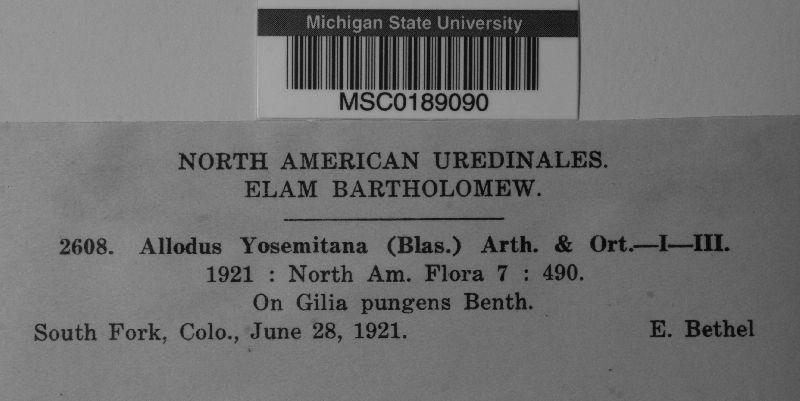 Michigan State University
MSC0189090
NORTH AMERICAN UREDINALES.
ELAM BARTHOLOMEW.
2608. Allodus Yosemitana (Blas.) Arth. & Ort.—I—III.
1921 : North Am. Flora 7 : 490.
On Gilia pungens Benth.
South Fork, Colo., June 28, 1921. E. Bethel